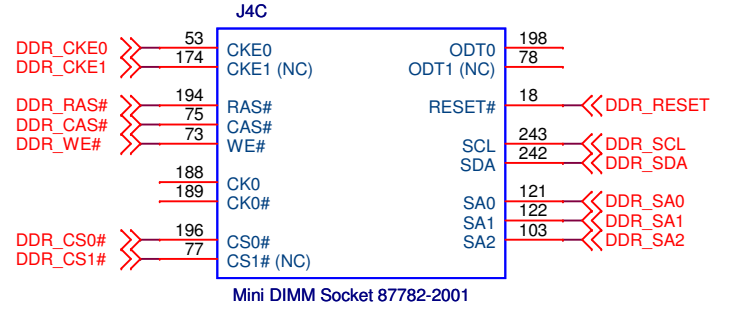 J4C
DDR_CKE0 53 CKE0 ODT0 198
DDR_CKE1 174 CKE1 (NC) ODT1 (NC) 78
DDR_RAS# 194 RAS# RESET# 18 DDR_RESET
DDR_CAS# 75 CAS#
DDR_WE# 73 WE# SCL 243 DDR_SCL
SDA 242 DDR_SDA
188 CK0
189 CK0# SA0 121 DDR_SA0
SA1 122 DDR_SA1
DDR_CS0# 196 CS0# SA2 103 DDR_SA2
DDR_CS1# 77 CS1# (NC)
Mini DIMM Socket 87782-2001